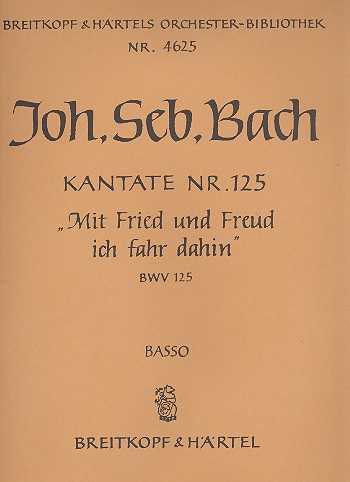 BREITKOPF & HÄRTELS ORCHESTER-BIBLIOTHEK
NR. 4625
Joh. Seb. Bach
KANTATE NR. 125
„Mit Fried und Freud
ich fahr dahin"
BWV 125
BASSO
BREITKOPF & HÄRTEL